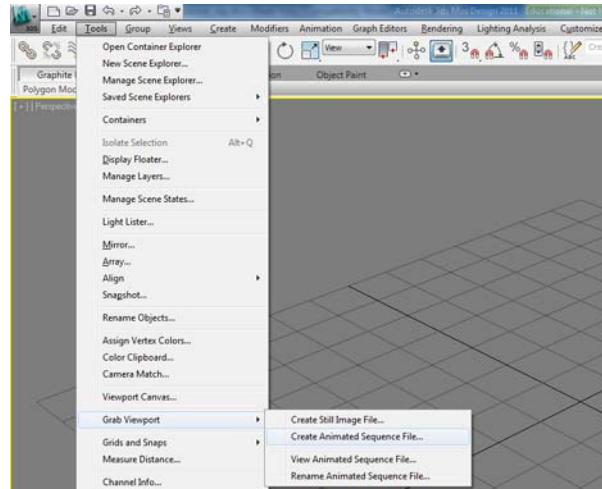 Autodesk 3ds Max Design 2011
Edit Tools Group Views Create Modifiers Animation Graph Editors Rendering Lighting Analysis Customize
View
3
ABC
Graphite
Object Paint
Polygon Mod
[ + ] [ Perspective
Open Container Explorer
New Scene Explorer...
Manage Scene Explorer...
Saved Scene Explorers
Containers
Isolate Selection Alt+Q
Display Floater...
Manage Layers...
Manage Scene States...
Light Lister...
Mirror...
Array...
Align
Snapshot...
Rename Objects...
Assign Vertex Colors...
Color Clipboard...
Camera Match...
Viewport Canvas...
Grab Viewport
Grids and Snaps
Measure Distance...
Channel Info...
Create Still Image File...
Create Animated Sequence File...
View Animated Sequence File...
Rename Animated Sequence File...